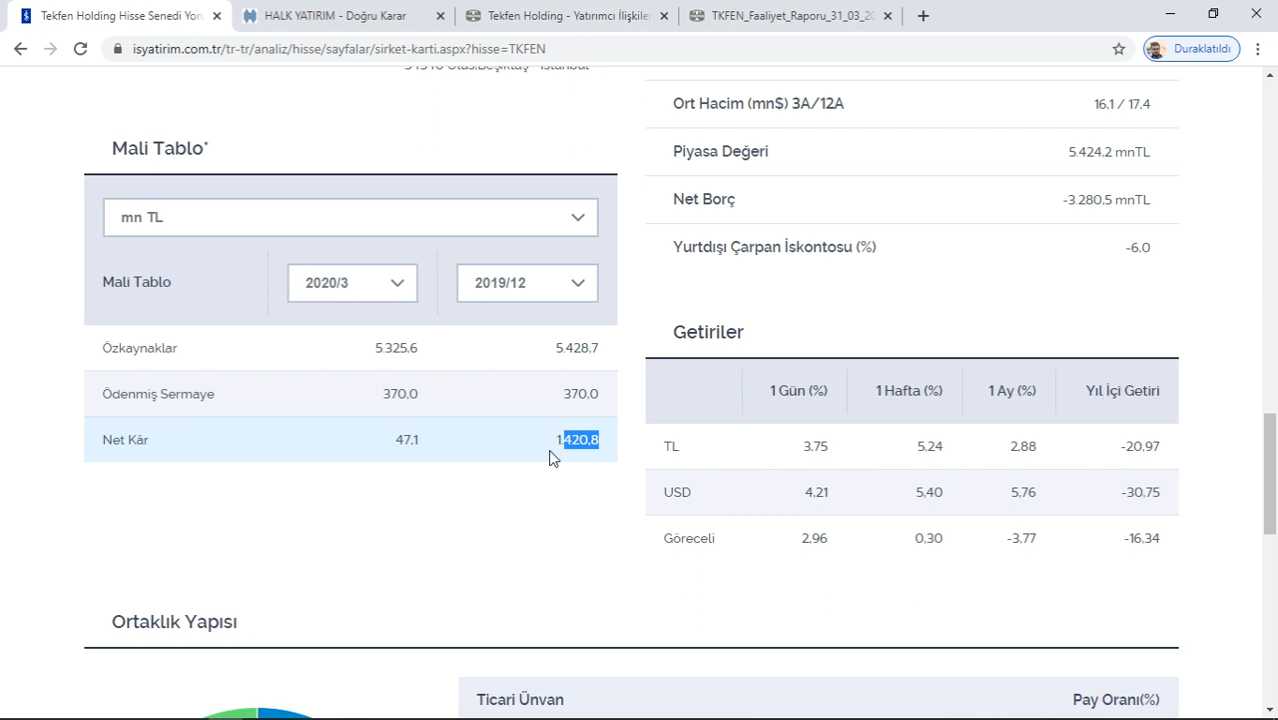 Tekfen Holding Hisse Senedi Yoru
HALK YATIRIM - Doğru Karar
Tekfen Holding - Yatırımcı İlişkiler
TKFEN_Faaliyet_Raporu_31_03_20
isyatirim.com.tr/tr-tr/analiz/hisse/sayfalar/sirket-karti.aspx?hisse=TKFEN
Duraklatıldı
34340 Ulus,Beşiktaş - İstanbul
Ort Hacim (mn$) 3A/12A 16,1 / 17,4
Mali Tablo*
Piyasa Değeri 5.424,2 mnTL
mn TL
Net Borç -3.280,5 mnTL
Yurtdışı Çarpan İskontosu (%) -6,0
Mali Tablo 2020/3 2019/12
Özkaynaklar 5.325,6 5.428,7
Ödenmiş Sermaye 370,0 370,0
Net Kâr 47,1 1.420,8
Getiriler
1 Gün (%) 1 Hafta (%) 1 Ay (%) Yıl İçi Getiri
TL 3,75 5,24 2,88 -20,97
USD 4,21 5,40 5,76 -30,75
Göreceli 2,96 0,30 -3,77 -16,34
Ortaklık Yapısı
Ticari Ünvan Pay Oranı(%)